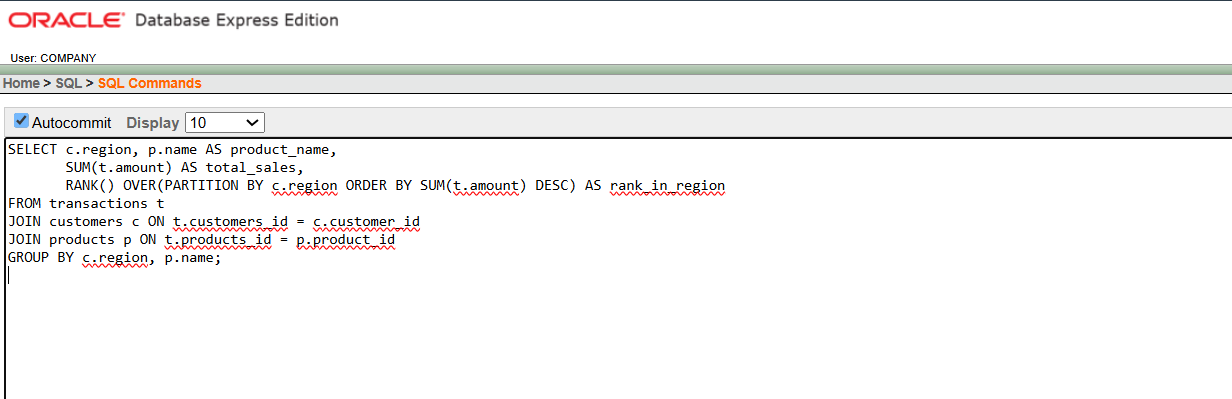 ORACLE Database Express Edition
User: COMPANY
Home > SQL > SQL Commands
Autocommit Display 10
SELECT c.region, p.name AS product_name,
SUM(t.amount) AS total_sales,
RANK() OVER(PARTITION BY c.region ORDER BY SUM(t.amount) DESC) AS rank_in_region
FROM transactions t
JOIN customers c ON t.customers_id = c.customer_id
JOIN products p ON t.products_id = p.product_id
GROUP BY c.region, p.name;